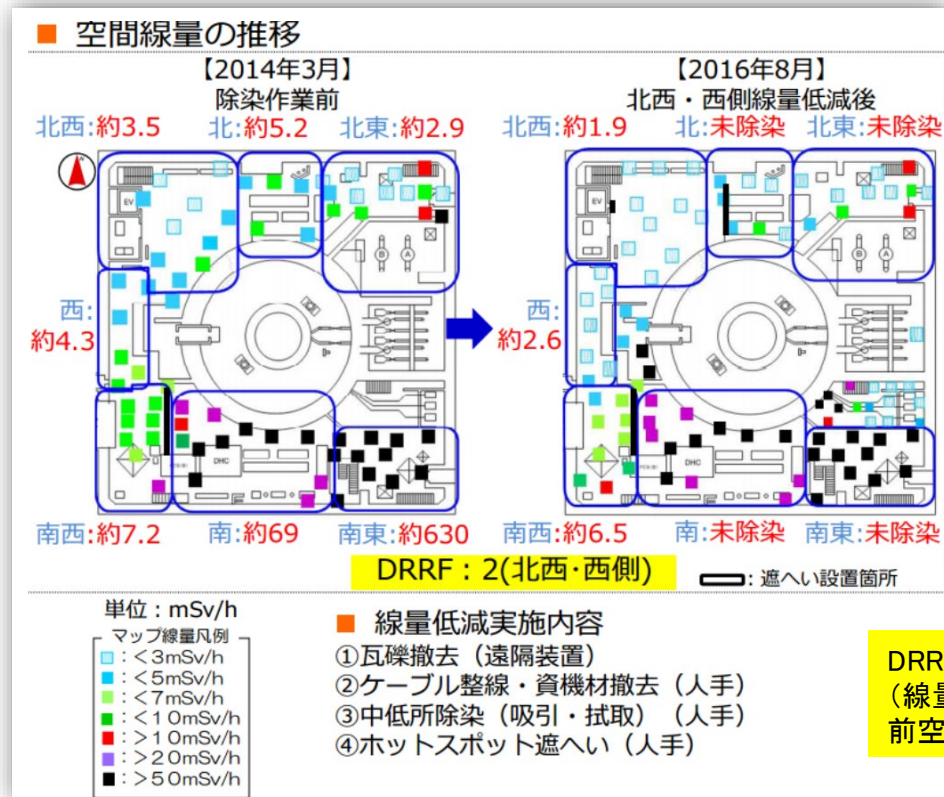 ■ 空間線量の推移
【2014年3月】
除染作業前
北西:約3.5 北:約5.2 北東:約2.9
EV
B A
西:
約4.3
DHC
南西:約7.2 南:約69 南東:約630
【2016年8月】
北西・西側線量低減後
北西:約1.9 北:未除染 北東:未除染
EV
B A
西:
約2.6
DHC
南西:約6.5 南:未除染 南東:未除染
DRRF：2(北西･西側)
：遮へい設置箇所
単位：mSv/h
マップ線量凡例
：＜3mSv/h
：＜5mSv/h
：＜7mSv/h
：＜10mSv/h
：＞10mSv/h
：＞20mSv/h
：＞50mSv/h
■ 線量低減実施内容
①瓦礫撤去（遠隔装置）
②ケーブル整線・資機材撤去（人手）
③中低所除染（吸引・拭取）（人手）
④ホットスポット遮へい（人手）
DRR
（線量
前空